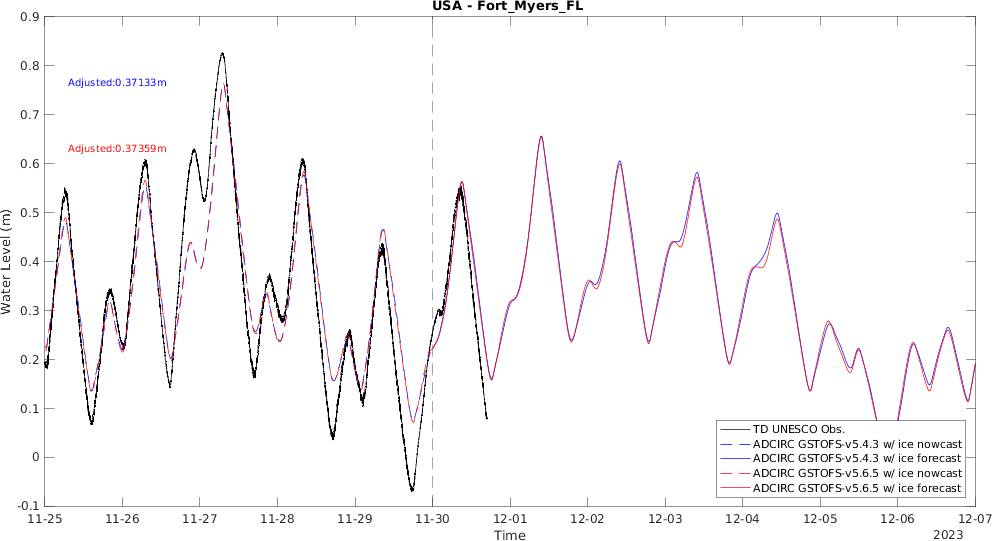 USA - Fort_Myers_FL
0.9
0.8
0.7
0.6
0.5
0.4
0.3
0.2
0.1
0
-0.1
Water Level (m)
Adjusted:0.37133m
Adjusted:0.37359m
TD UNESCO Obs.
ADCIRC GSTOFS-v5.4.3 w/ ice nowcast
ADCIRC GSTOFS-v5.4.3 w/ ice forecast
ADCIRC GSTOFS-v5.6.5 w/ ice nowcast
ADCIRC GSTOFS-v5.6.5 w/ ice forecast
11-25 11-26 11-27 11-28 11-29 11-30 12-01 12-02 12-03 12-04 12-05 12-06 12-07
Time
2023